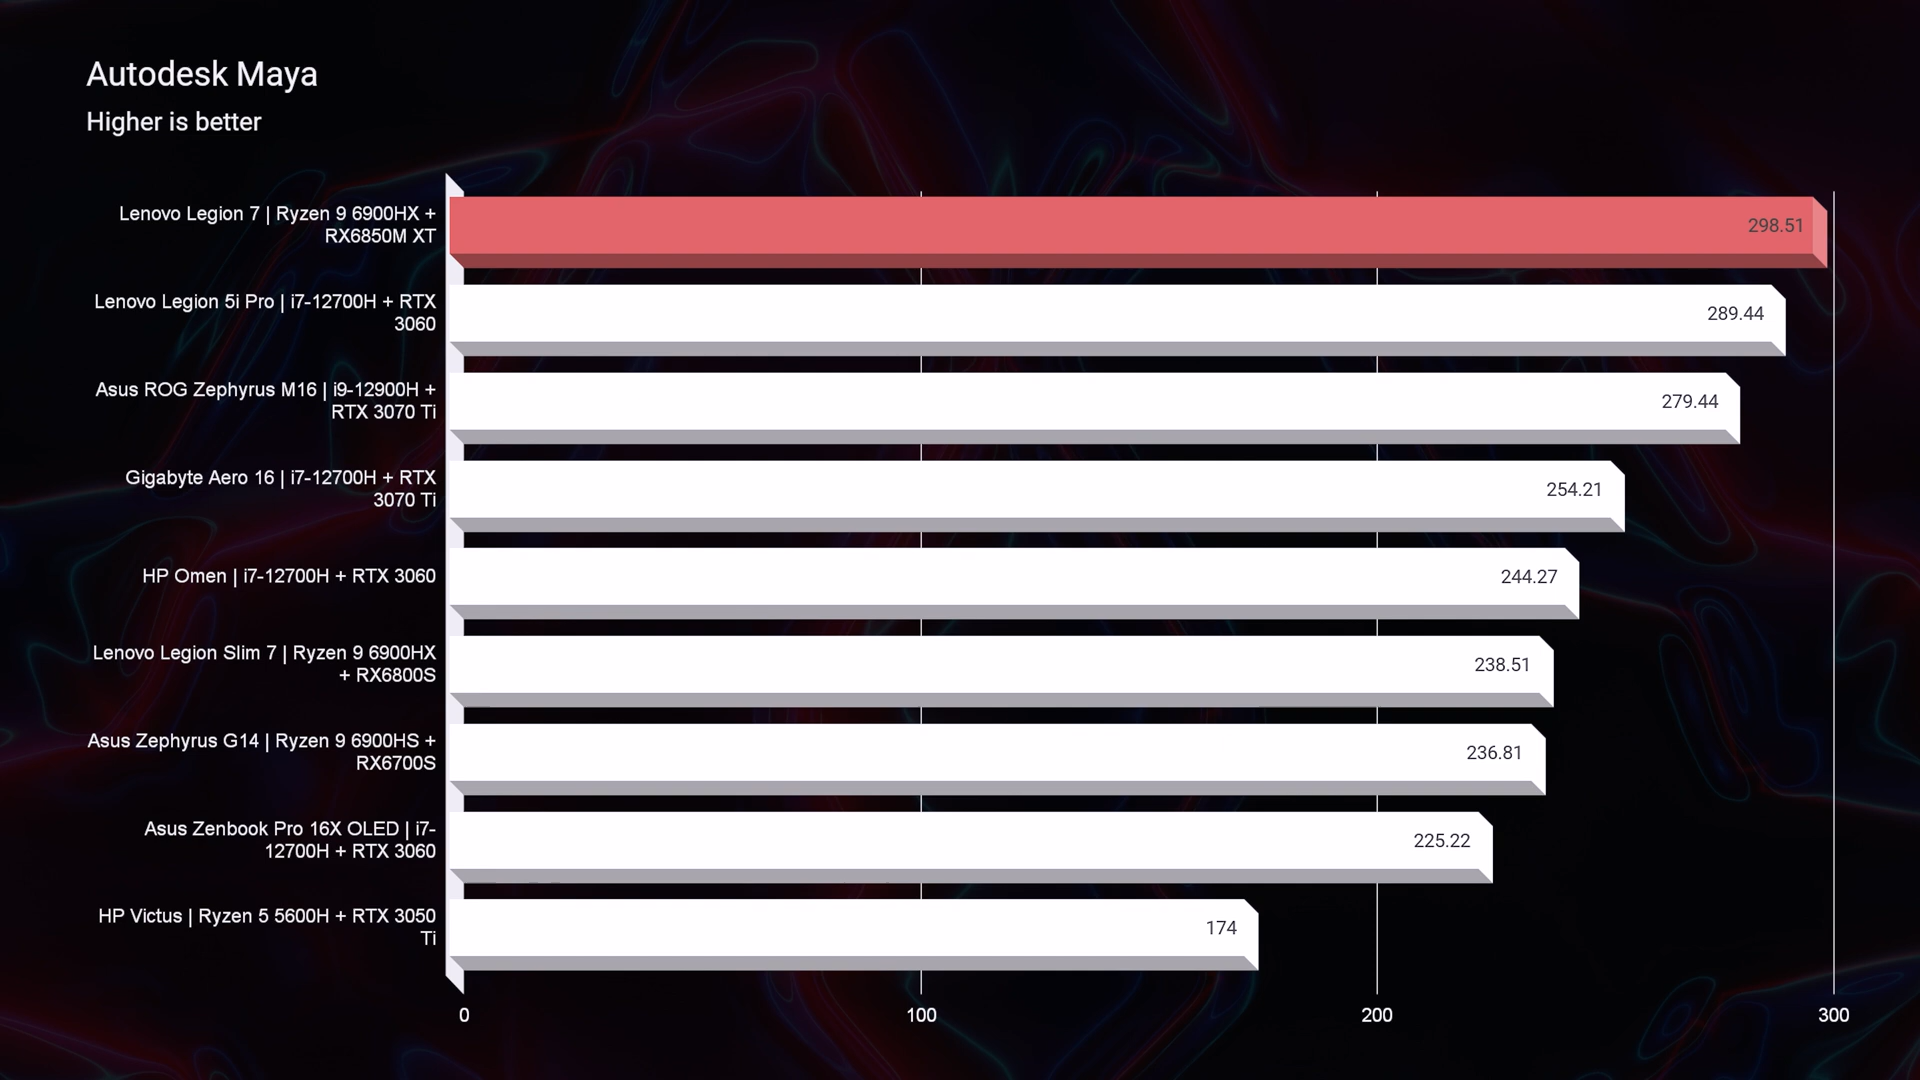 Autodesk Maya
Higher is better
Lenovo Legion 7 | Ryzen 9 6900HX +
RX6850M XT
298.51
Lenovo Legion 5i Pro | i7-12700H + RTX
3060
289.44
Asus ROG Zephyrus M16 | i9-12900H +
RTX 3070 Ti
279.44
Gigabyte Aero 16 | i7-12700H + RTX
3070 Ti
254.21
HP Omen | i7-12700H + RTX 3060
244.27
Lenovo Legion Slim 7 | Ryzen 9 6900HX
+ RX6800S
238.51
Asus Zephyrus G14 | Ryzen 9 6900HS +
RX6700S
236.81
Asus Zenbook Pro 16X OLED | i7-
12700H + RTX 3060
225.22
HP Victus | Ryzen 5 5600H + RTX 3050
Ti
174
0
100
200
300